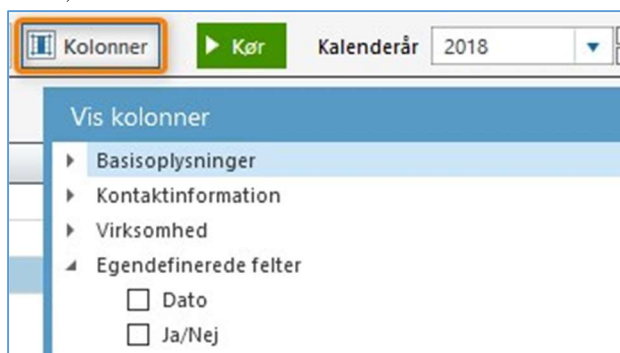 Kolonner Kør Kalenderår 2018
Vis kolonner
Basisoplysninger
Kontaktinformation
Virksomhed
Egendefinerede felter
Dato
Ja/Nej